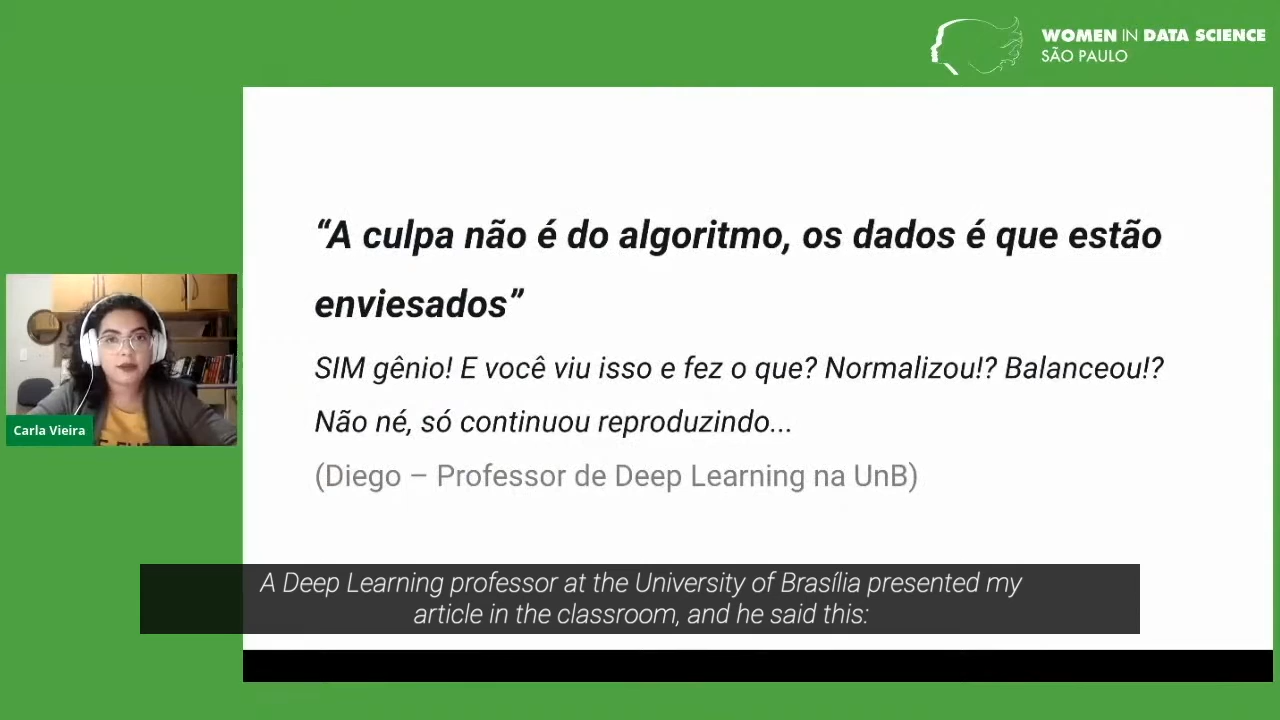 WOMEN IN DATA SCIENCE
SÃO PAULO
“A culpa não é do algoritmo, os dados é que estão
enviesados”
SIM gênio! E você viu isso e fez o que? Normalizou!? Balanceou!?
Não né, só continuou reproduzindo...
(Diego – Professor de Deep Learning na UnB)
Carla Vieira
A Deep Learning professor at the University of Brasília presented my
article in the classroom, and he said this: